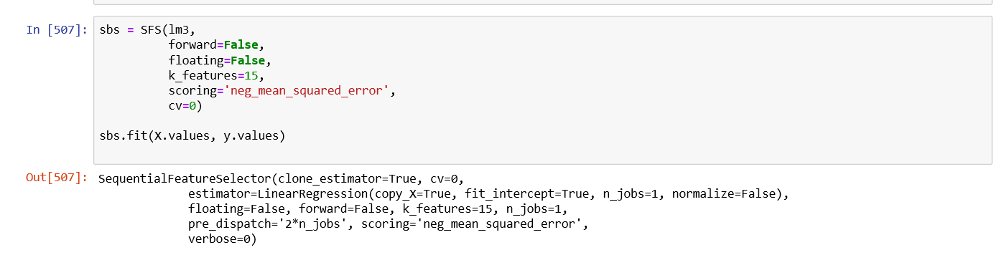 In [507]: sbs = SFS(lm3,
forward=False,
floating=False,
k_features=15,
scoring='neg_mean_squared_error',
cv=0)
sbs.fit(X.values, y.values)
Out[507]: SequentialFeatureSelector(clone_estimator=True, cv=0,
estimator=LinearRegression(copy_X=True, fit_intercept=True, n_jobs=1, normalize=False),
floating=False, forward=False, k_features=15, n_jobs=1,
pre_dispatch='2*n_jobs', scoring='neg_mean_squared_error',
verbose=0)